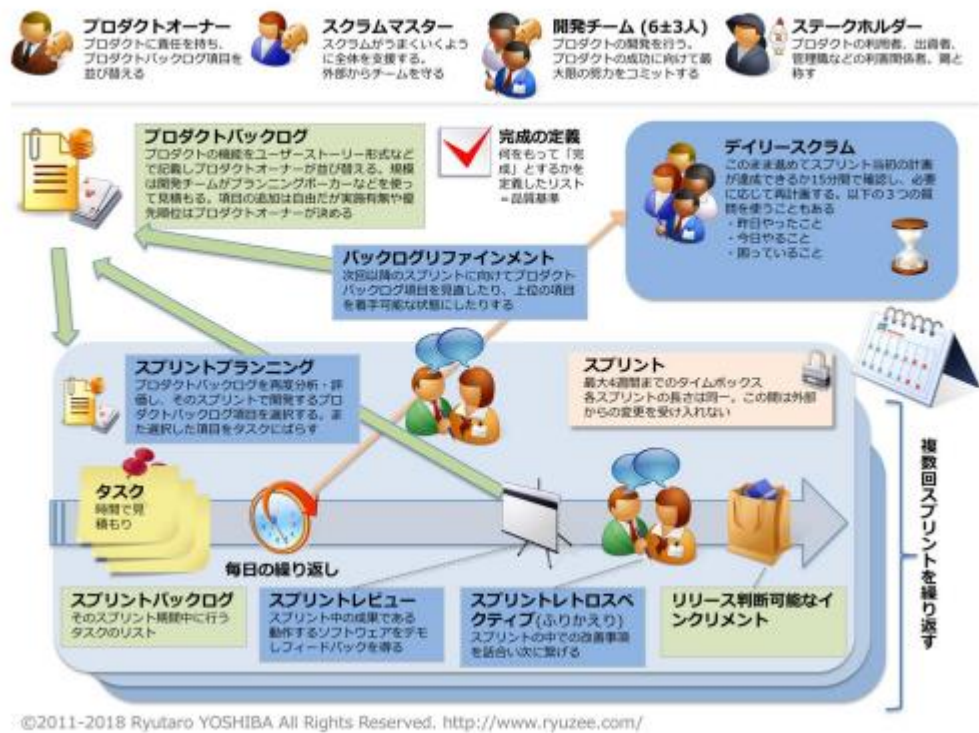 プロダクトオーナー
プロダクトに責任を持ち、
プロダクトバックログ項目を
並び替える
スクラムマスター
スクラムがうまくいくよう
に全体を支援する。
外部からチームを守る
開発チーム (6±3人)
プロダクトの開発を行う。
プロダクトの成功に向けて最
大限の努力をコミットする
ステークホルダー
プロダクトの利用者、出資者、
管理職などの利害関係者。鶏と
称す
プロダクトバックログ
プロダクトの機能をユーザーストーリー形式など
で記載しプロダクトオーナーが並び替える。規模
は開発チームがプランニングポーカーなどを使っ
て見積もる。項目の追加は自由だが実施有無や優
先順位はプロダクトオーナーが決める
完成の定義
何をもって「完
成」とするかを
定義したリスト
=品質基準
デイリースクラム
このまま進めてスプリント当初の計画
が達成できるか15分間で確認し、必要
に応じて再計画する。以下の3つの質
問を使うこともある
・昨日やったこと
・今日やること
・困っていること
バックログリファインメント
次回以降のスプリントに向けてプロダクト
バックログ項目を見直したり、上位の項目
を着手可能な状態にしたりする
スプリントプランニング
プロダクトバックログを再度分析・評
価し、そのスプリントで開発するプロ
ダクトバックログ項目を選択する。ま
た選択した項目をタスクにばらす
スプリント
最大4週間までのタイムボックス
各スプリントの長さは同一。この間は外部
からの変更を受け入れない
複数回スプリントを繰り返す
タスク
時間で見
積もり
毎日の繰り返し
スプリントバックログ
そのスプリント期間中に行う
タスクのリスト
スプリントレビュー
スプリント中の成果である
動作するソフトウェアをデモ
しフィードバックを得る
スプリントレトロスペ
クティブ(ふりかえり)
スプリントの中での改善事項
を話合い次に繋げる
リリース判断可能なイ
ンクリメント
©2011-2018 Ryutaro YOSHIBA All Rights Reserved. http://www.ryuzee.com/